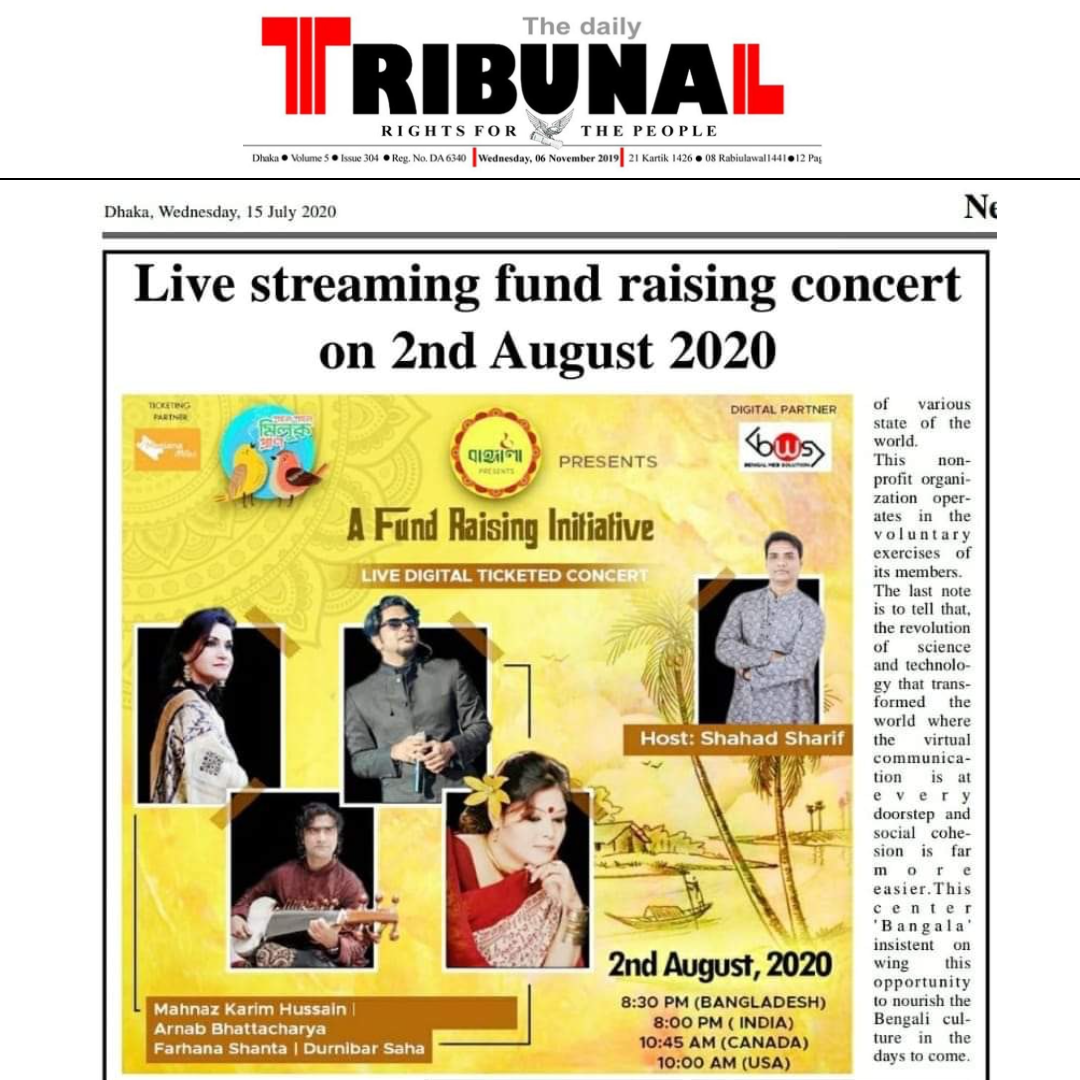 The daily
TRIBUNAL
RIGHTS FOR THE PEOPLE
Dhaka ● Volume 5 ● Issue 304 ● Reg. No. DA 6340 Wednesday, 06 November 2019 21 Kartik 1426 ● 08 Rabiulawal1441●12 Pag
Dhaka, Wednesday, 15 July 2020
Ne
Live streaming fund raising concert
on 2nd August 2020
TICKETING
PARTNER
মিলুক
প্রাণ
বাঙ্গালা
PRESENTS
PRESENTS
DIGITAL PARTNER
bws
BENGAL WEB SOLUTION
A Fund Raising Initiative
LIVE DIGITAL TICKETED CONCERT
Host: Shahad Sharif
Mahnaz Karim Hussain |
Arnab Bhattacharya
Farhana Shanta | Durnibar Saha
2nd August, 2020
8:30 PM (BANGLADESH)
8:00 PM ( INDIA)
10:45 AM (CANADA)
10:00 AM (USA)
of various
state of the
world.
This non-
profit organi-
zation oper-
ates in the
voluntary
exercises of
its members.
The last note
is to tell that,
the revolution
of science
and technolo-
gy that trans-
formed the
world where
the virtual
communica-
tion is at
every
doorstep and
social cohe-
sion is far
more
easier.This
center
'Bangala'
insistent on
wing this
opportunity
to nourish the
Bengali cul-
ture in the
days to come.